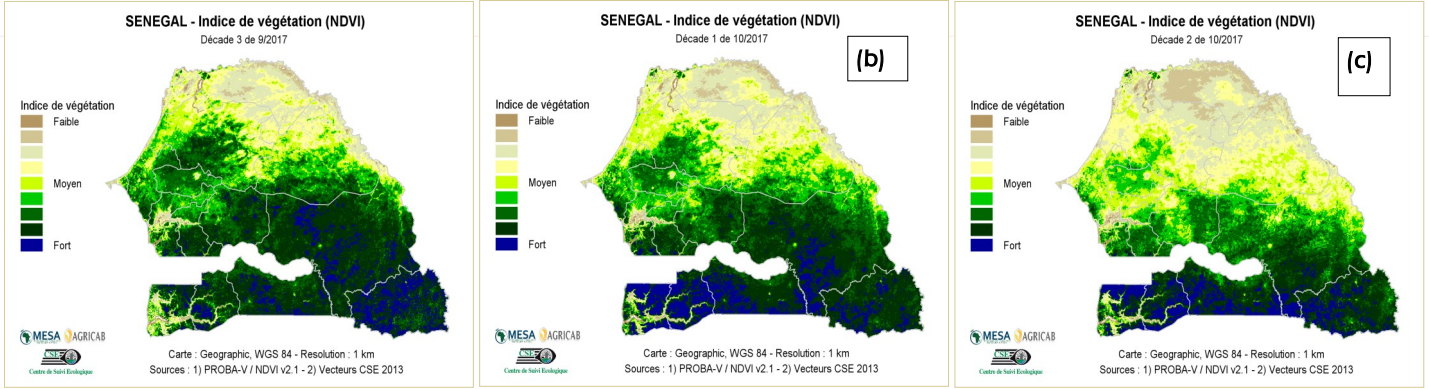 SENEGAL - Indice de végétation (NDVI)
Décade 3 de 9/2017
Indice de végétation
Faible
Moyen
Fort
MESA
AGRICAB
CSE
Centre de Suivi Ecologique
Carte : Geographic, WGS 84 - Resolution : 1 km
Sources : 1) PROBA-V / NDVI v2.1 - 2) Vecteurs CSE 2013
SENEGAL - Indice de végétation (NDVI)
Décade 1 de 10/2017
(b)
Indice de végétation
Faible
Moyen
Fort
MESA
AGRICAB
CSE
Centre de Suivi Ecologique
Carte : Geographic, WGS 84 - Resolution : 1 km
Sources : 1) PROBA-V / NDVI v2.1 - 2) Vecteurs CSE 2013
SENEGAL - Indice de végétation (NDVI)
Décade 2 de 10/2017
(c)
Indice de végétation
Faible
Moyen
Fort
MESA
AGRICAB
CSE
Centre de Suivi Ecologique
Carte : Geographic, WGS 84 - Resolution : 1 km
Sources : 1) PROBA-V / NDVI v2.1 - 2) Vecteurs CSE 2013